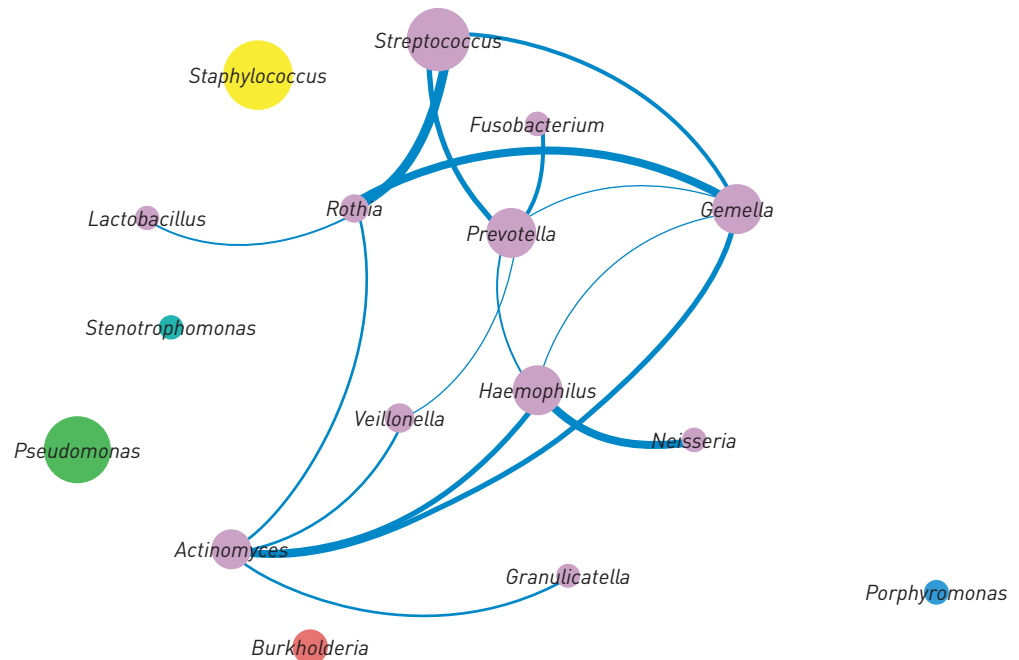 Streptococcus
Staphylococcus
Fusobacterium
Lactobacillus
Rothia
Gemella
Prevotella
Stenotrophomonas
Haemophilus
Veillonella
Neisseria
Pseudomonas
Actinomyces
Granulicatella
Porphyromonas
Burkholderia